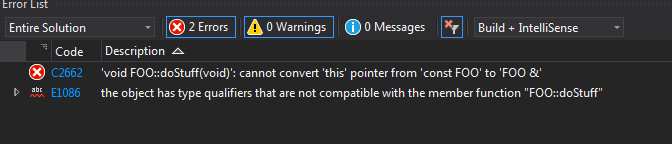 Error List
Entire Solution
2 Errors
0 Warnings
0 Messages
Build + IntelliSense
Code Description
C2662 'void FOO::doStuff(void)': cannot convert 'this' pointer from 'const FOO' to 'FOO &'
abc E1086 the object has type qualifiers that are not compatible with the member function "FOO::doStuff"